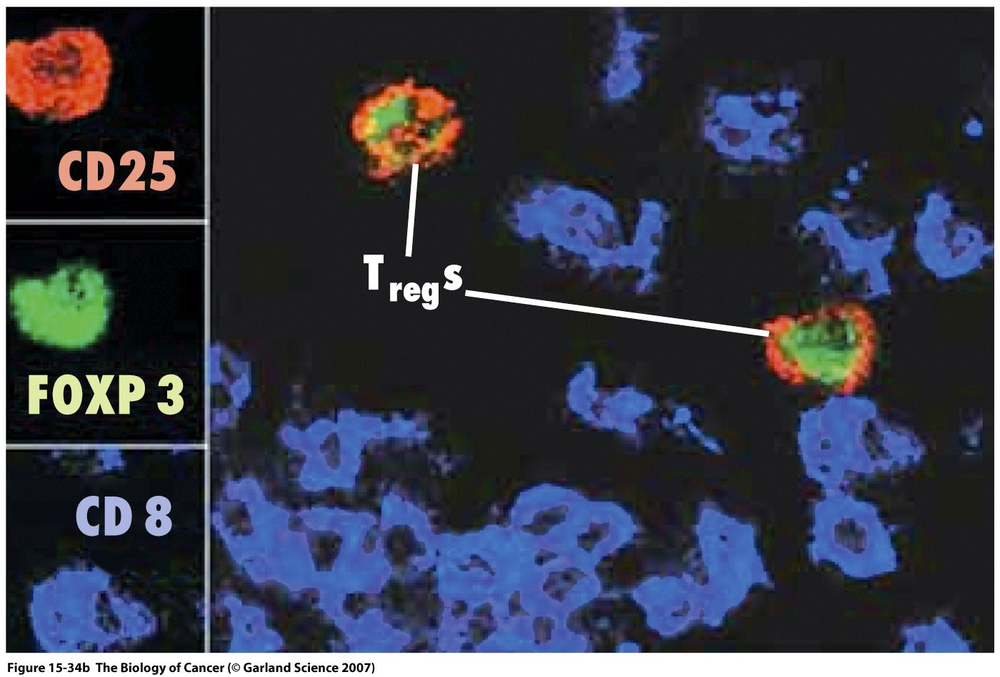 CD25
FOXP 3
CD 8
Tregs
Figure 15-34b The Biology of Cancer (© Garland Science 2007)